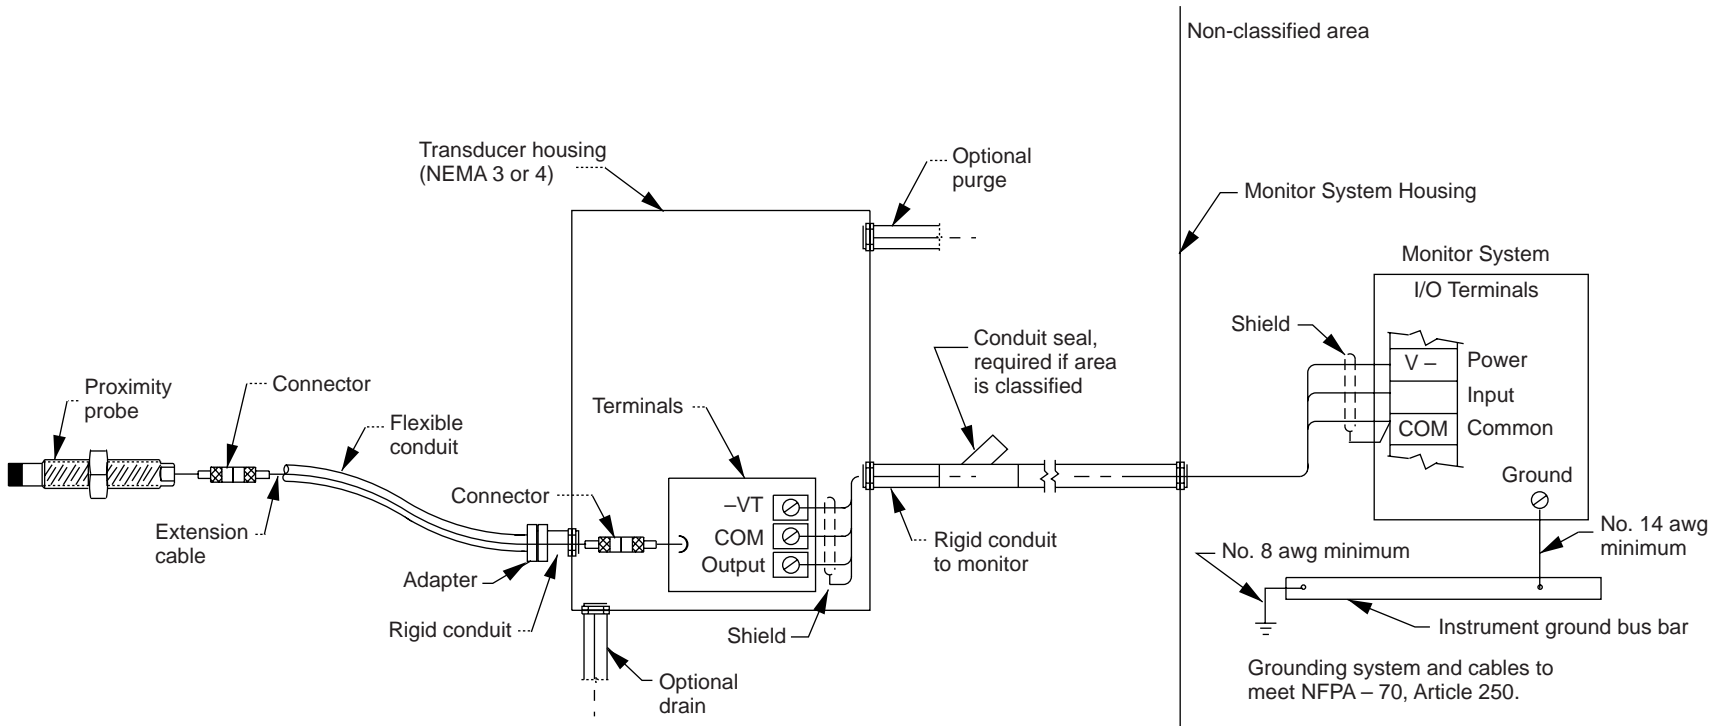 Non-classified area
Transducer housing
(NEMA 3 or 4)
Optional
purge
Monitor System Housing
Monitor System
I/O Terminals
Shield
V –
Power
Input
COM
Common
Ground
Conduit seal,
required if area
is classified
Proximity
probe
Connector
Flexible
conduit
Terminals
Connector
–VT
COM
Output
Extension
cable
Adapter
Rigid conduit
Shield
Optional
drain
Rigid conduit
to monitor
No. 8 awg minimum
No. 14 awg
minimum
Instrument ground bus bar
Grounding system and cables to
meet NFPA – 70, Article 250.